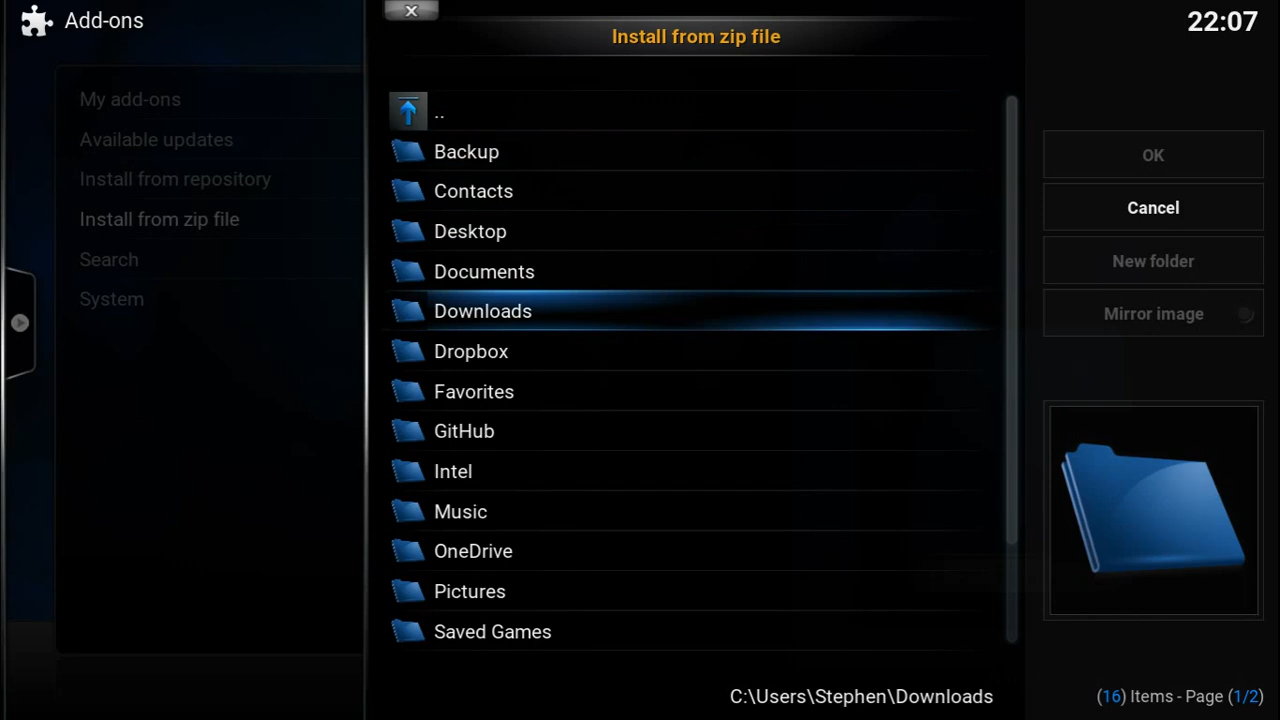 Add-ons
Install from zip file
22:07
My add-ons
Available updates
Install from repository
Install from zip file
Search
System
..
Backup
Contacts
Desktop
Documents
Downloads
Dropbox
Favorites
GitHub
Intel
Music
OneDrive
Pictures
Saved Games
OK
Cancel
New folder
Mirror image
C:\Users\Stephen\Downloads
(16) Items - Page (1/2)